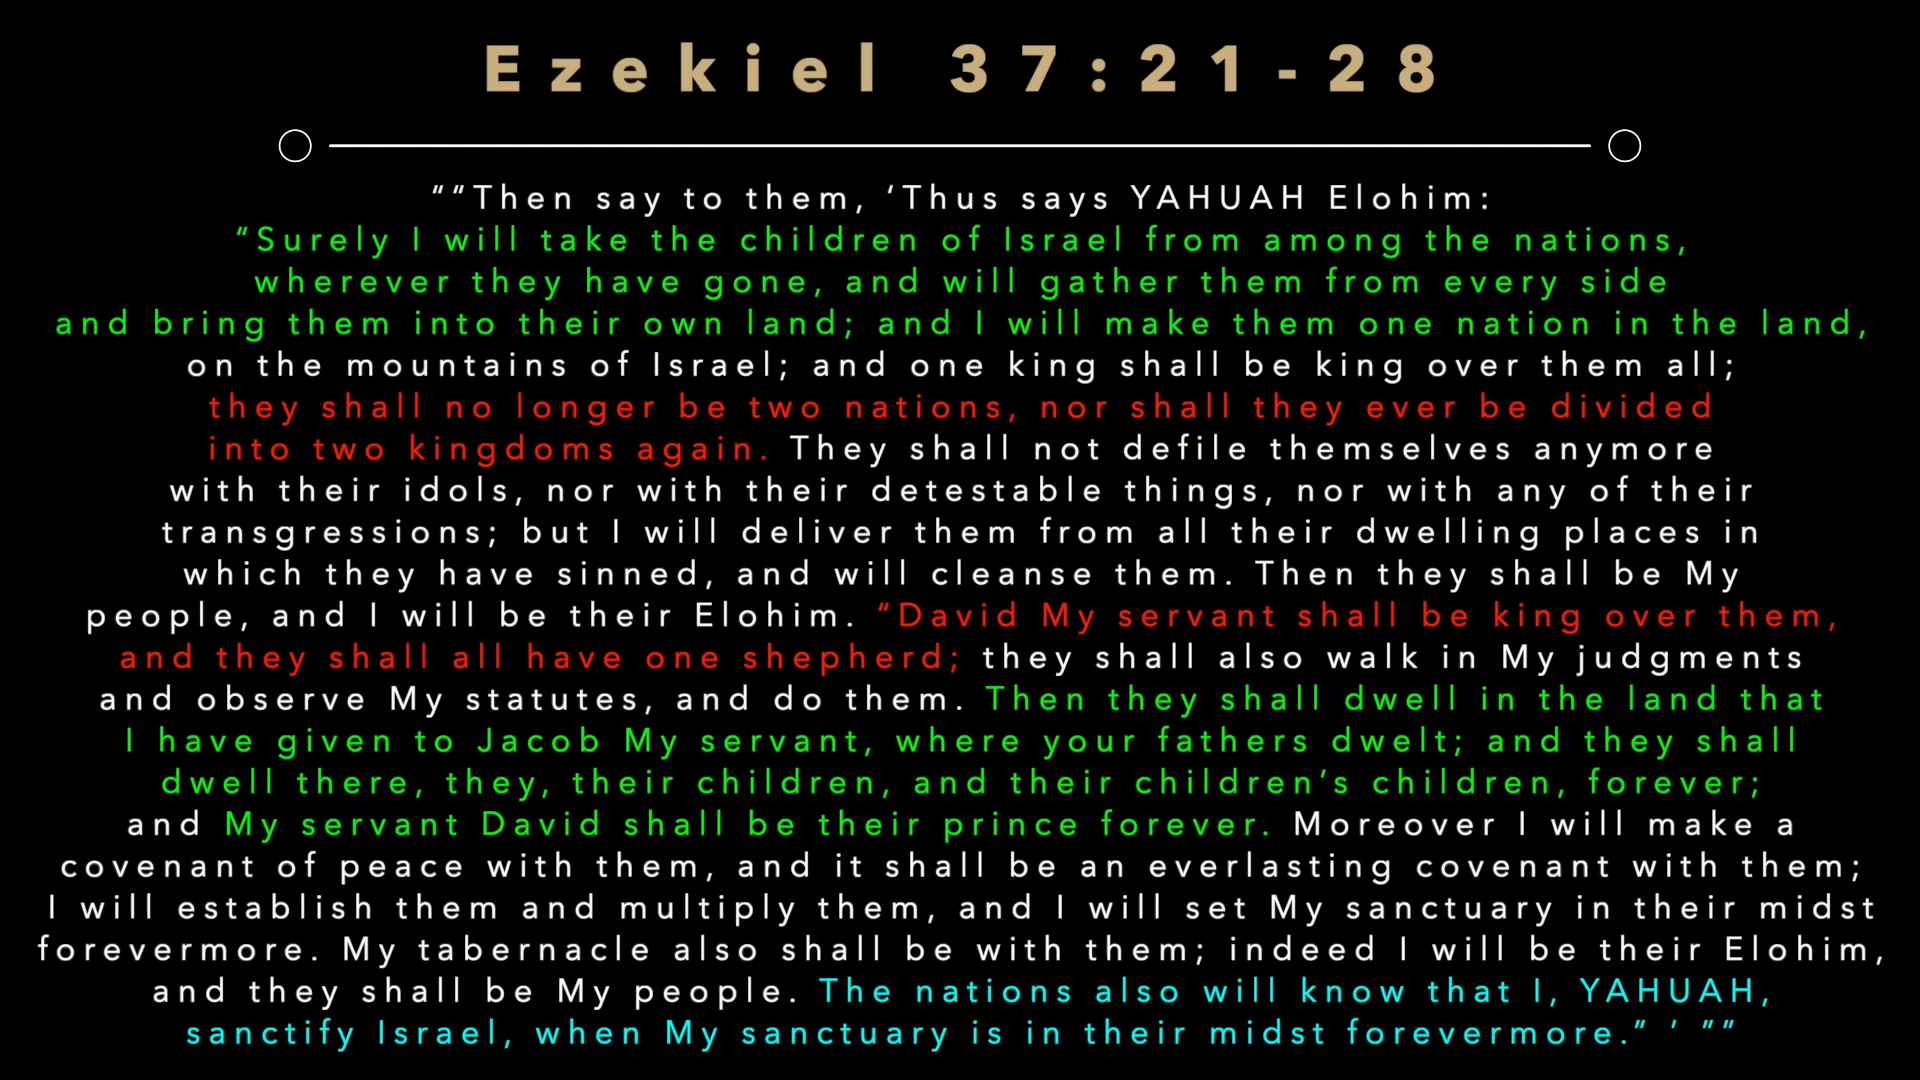 Ezekiel 37:21-28
““Then say to them, ‘Thus says YAHUAH Elohim:
“Surely I will take the children of Israel from among the nations,
wherever they have gone, and will gather them from every side
and bring them into their own land; and I will make them one nation in the land,
on the mountains of Israel; and one king shall be king over them all;
they shall no longer be two nations, nor shall they ever be divided
into two kingdoms again. They shall not defile themselves anymore
with their idols, nor with their detestable things, nor with any of their
transgressions; but I will deliver them from all their dwelling places in
which they have sinned, and will cleanse them. Then they shall be My
people, and I will be their Elohim. “David My servant shall be king over them,
and they shall all have one shepherd; they shall also walk in My judgments
and observe My statutes, and do them. Then they shall dwell in the land that
I have given to Jacob My servant, where your fathers dwelt; and they shall
dwell there, they, their children, and their children’s children, forever;
and My servant David shall be their prince forever. Moreover I will make a
covenant of peace with them, and it shall be an everlasting covenant with them;
I will establish them and multiply them, and I will set My sanctuary in their midst
forevermore. My tabernacle also shall be with them; indeed I will be their Elohim,
and they shall be My people. The nations also will know that I, YAHUAH,
sanctify Israel, when My sanctuary is in their midst forevermore.” ’ ””